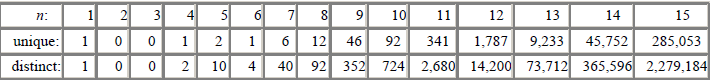 n: 1 2 3 4 5 6 7 8 9 10 11 12 13 14 15
unique: 1 0 0 1 2 1 6 12 46 92 341 1,787 9,233 45,752 285,053
distinct: 1 0 0 2 10 4 40 92 352 724 2,680 14,200 73,712 365,596 2,279,184